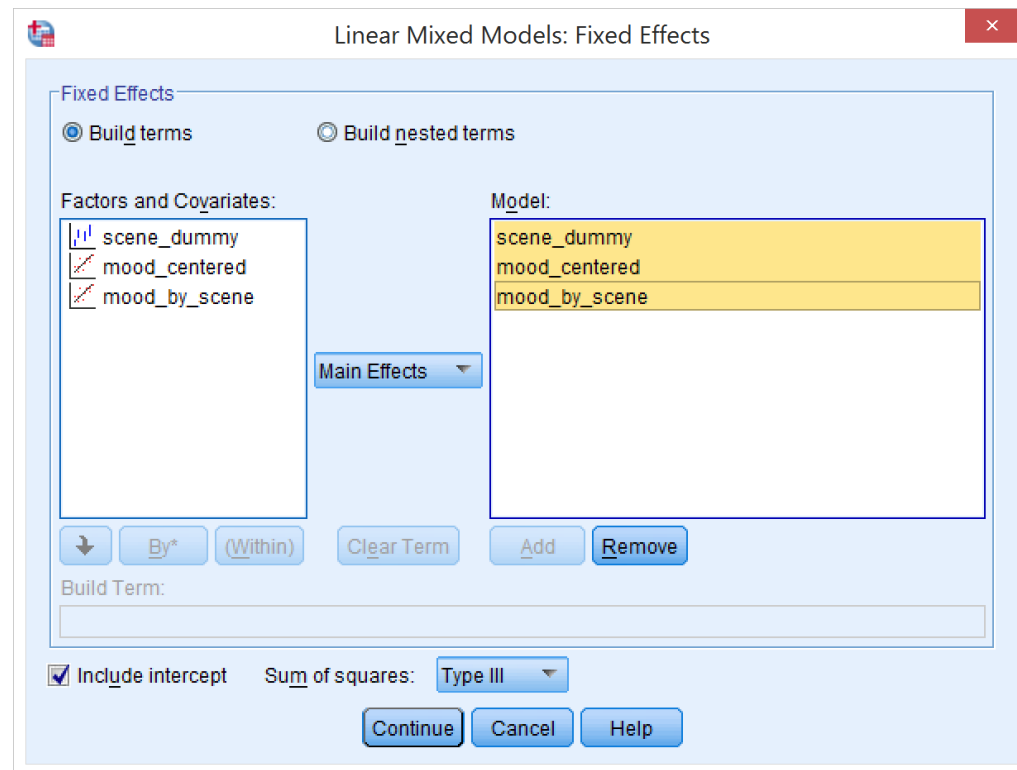 Linear Mixed Models: Fixed Effects
Fixed Effects
Build terms
Build nested terms
Factors and Covariates:
scene_dummy
mood_centered
mood_by_scene
Main Effects
Model:
scene_dummy
mood_centered
mood_by_scene
By*
(Within)
Clear Term
Add
Remove
Build Term:
Include intercept
Sum of squares:
Type III
Continue
Cancel
Help